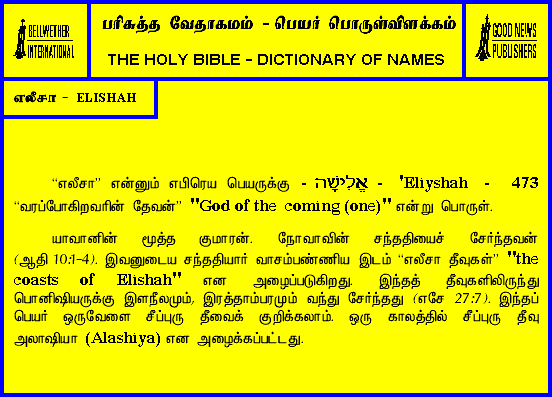 BELLWETHER
INTERNATIONAL
பரிசுத்த வேதாகமம் - பெயர் பொருள்விளக்கம்
THE HOLY BIBLE - DICTIONARY OF NAMES
GOOD NEWS
PUBLISHERS
எலீசா - ELISHAH
“எலீசா” என்னும் எபிரெய பெயருக்கு - אֱלִישָׁה - 'Eliyshah - 473
“வரப்போகிறவரின் தேவன்” "God of the coming (one)" என்று பொருள்.
யாவானின் மூத்த குமாரன். நோவாவின் சந்ததியைச் சேர்ந்தவன்
(ஆதி 10:1-4). இவனுடைய சந்ததியார் வாசம்பண்ணிய இடம் “எலீசா தீவுகள்” "the
coasts of Elishah" என அழைப்படுகிறது. இந்தத் தீவுகளிலிருந்து
பொனிஷியருக்கு இளநீலமும், இரத்தாம்பரமும் வந்து சேர்ந்தது (எசே 27:7). இந்தப்
பெயர் ஒருவேளை சீப்புரு தீவைக் குறிக்கலாம். ஒரு காலத்தில் சீப்புரு தீவு
அலாஷியா (Alashiya) என அழைக்கப்பட்டது.